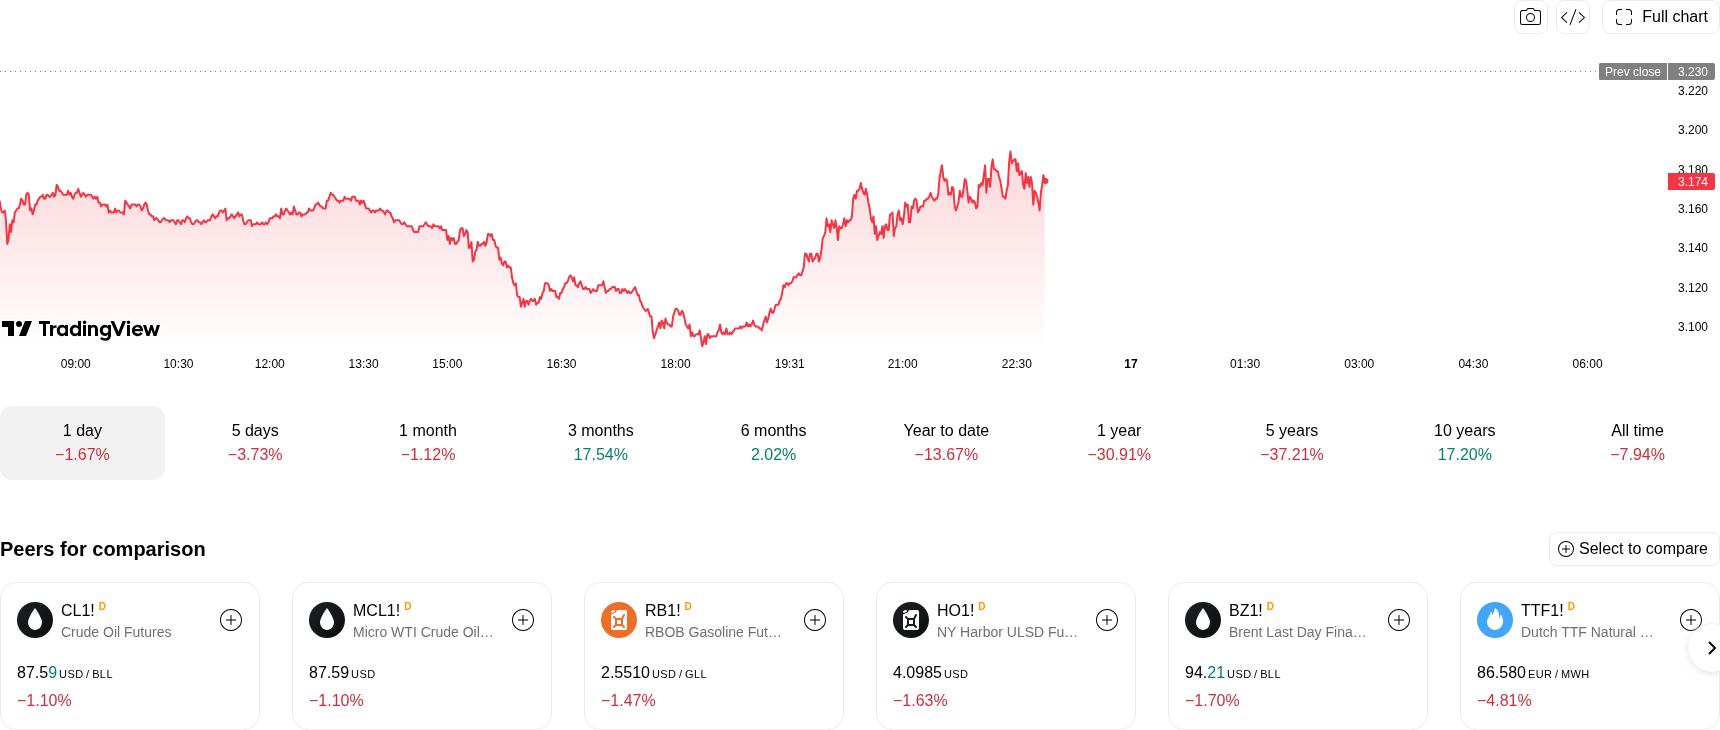 </> Full chart
Prev close 3.230
3.220
3.200
3.180
3.174
3.160
3.140
3.120
3.100
TradingView
09:00 10:30 12:00 13:30 15:00 16:30 18:00 19:31 21:00 22:30 17 01:30 03:00 04:30 06:00
1 day 5 days 1 month 3 months 6 months Year to date 1 year 5 years 10 years All time
−1.67% −3.73% −1.12% 17.54% 2.02% −13.67% −30.91% −37.21% 17.20% −7.94%
Peers for comparison
Select to compare
CL1! D
Crude Oil Futures
87.59 USD / BLL
−1.10%
MCL1! D
Micro WTI Crude Oil…
87.59 USD
−1.10%
RB1! D
RBOB Gasoline Fut…
2.5510 USD / GLL
−1.47%
HO1! D
NY Harbor ULSD Fu…
4.0985 USD
−1.63%
BZ1! D
Brent Last Day Fina…
94.21 USD / BLL
−1.70%
TTF1! D
Dutch TTF Natural …
86.580 EUR / MWH
−4.81%